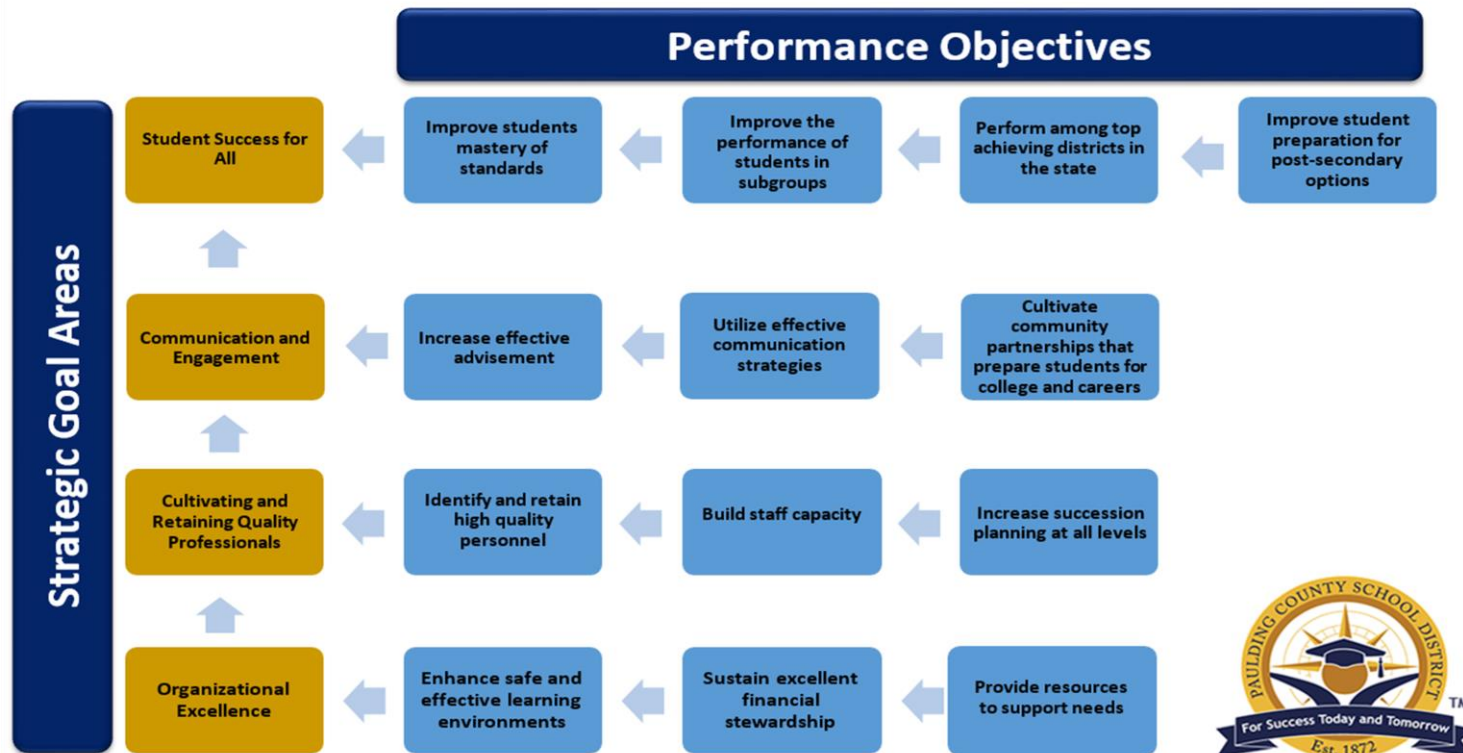 Performance Objectives
Strategic Goal Areas
Student Success for
All
Improve students
mastery of
standards
Improve the
performance of
students in
subgroups
Perform among top
achieving districts in
the state
Improve student
preparation for
post-secondary
options
Communication and
Engagement
Increase effective
advisement
Utilize effective
communication
strategies
Cultivate
community
partnerships that
prepare students for
college and careers
Cultivating and
Retaining Quality
Professionals
Identify and retain
high quality
personnel
Build staff capacity
Increase succession
planning at all levels
Organizational
Excellence
Enhance safe and
effective learning
environments
Sustain excellent
financial
stewardship
Provide resources
to support needs
PAULDING COUNTY SCHOOL DISTRICT
TM
For Success Today and Tomorrow
Est. 1872